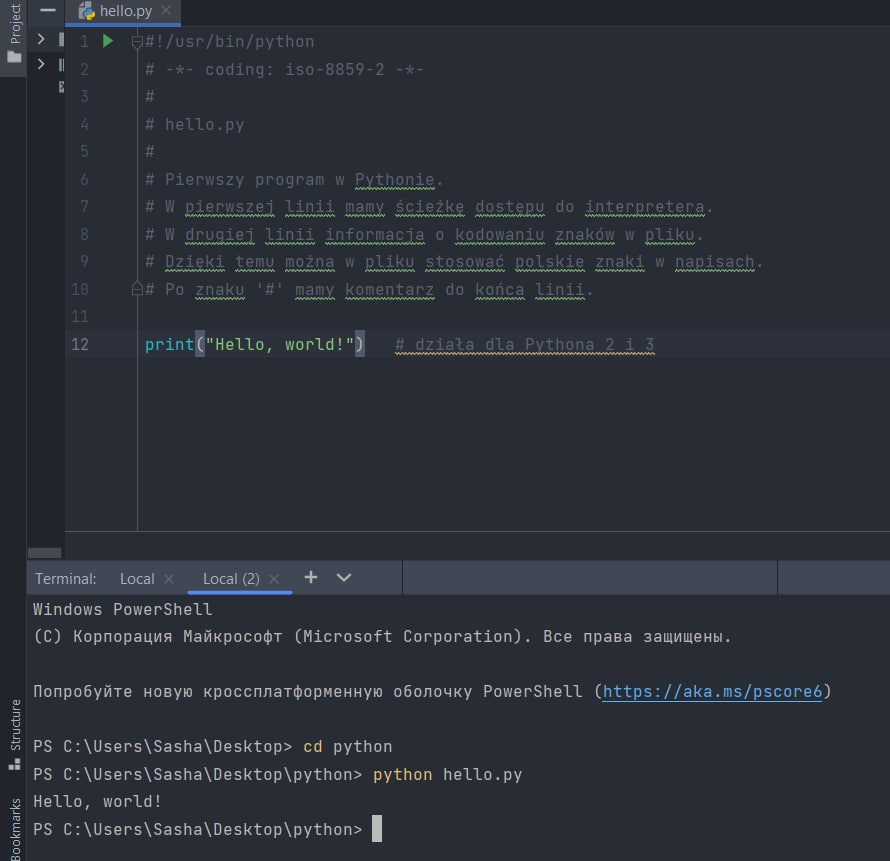 Project
hello.py
1 #!/usr/bin/python
2 # -*- coding: iso-8859-2 -*-
3 #
4 # hello.py
5 #
6 # Pierwszy program w Pythonie.
7 # W pierwszej linii mamy ścieżkę dostępu do interpretera.
8 # W drugiej linii informacja o kodowaniu znaków w pliku.
9 # Dzięki temu można w pliku stosować polskie znaki w napisach.
10 # Po znaku '#' mamy komentarz do końca linii.
11
12 print("Hello, world!")   # działa dla Pythona 2 i 3
Terminal: Local Local (2)
Windows PowerShell
(C) Корпорация Майкрософт (Microsoft Corporation). Все права защищены.
Попробуйте новую кроссплатформенную оболочку PowerShell (https://aka.ms/pscore6)
PS C:\Users\Sasha\Desktop> cd python
PS C:\Users\Sasha\Desktop\python> python hello.py
Hello, world!
PS C:\Users\Sasha\Desktop\python>
Structure
Bookmarks